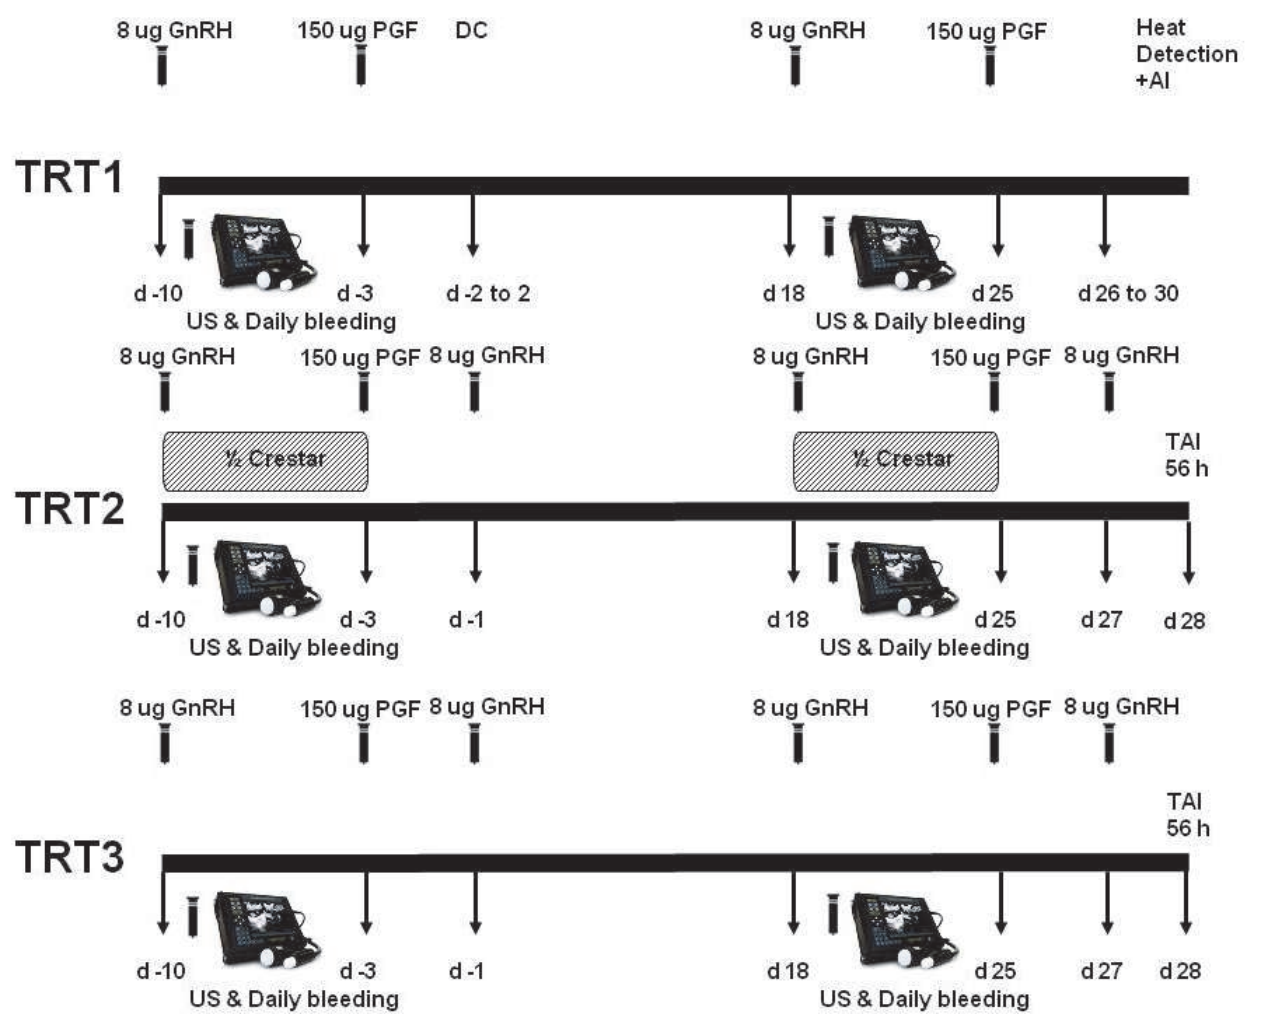 8 ug GnRH 150 ug PGF DC 8 ug GnRH 150 ug PGF Heat
Detection
+AI
TRT1
d -10 d -3 d -2 to 2 d 18 d 25 d 26 to 30
US & Daily bleeding US & Daily bleeding
8 ug GnRH 150 ug PGF 8 ug GnRH 8 ug GnRH 150 ug PGF 8 ug GnRH
½ Crestar ½ Crestar TAI
56 h
TRT2
d -10 d -3 d -1 d 18 d 25 d 27 d 28
US & Daily bleeding US & Daily bleeding
8 ug GnRH 150 ug PGF 8 ug GnRH 8 ug GnRH 150 ug PGF 8 ug GnRH
TAI
56 h
TRT3
d -10 d -3 d -1 d 18 d 25 d 27 d 28
US & Daily bleeding US & Daily bleeding